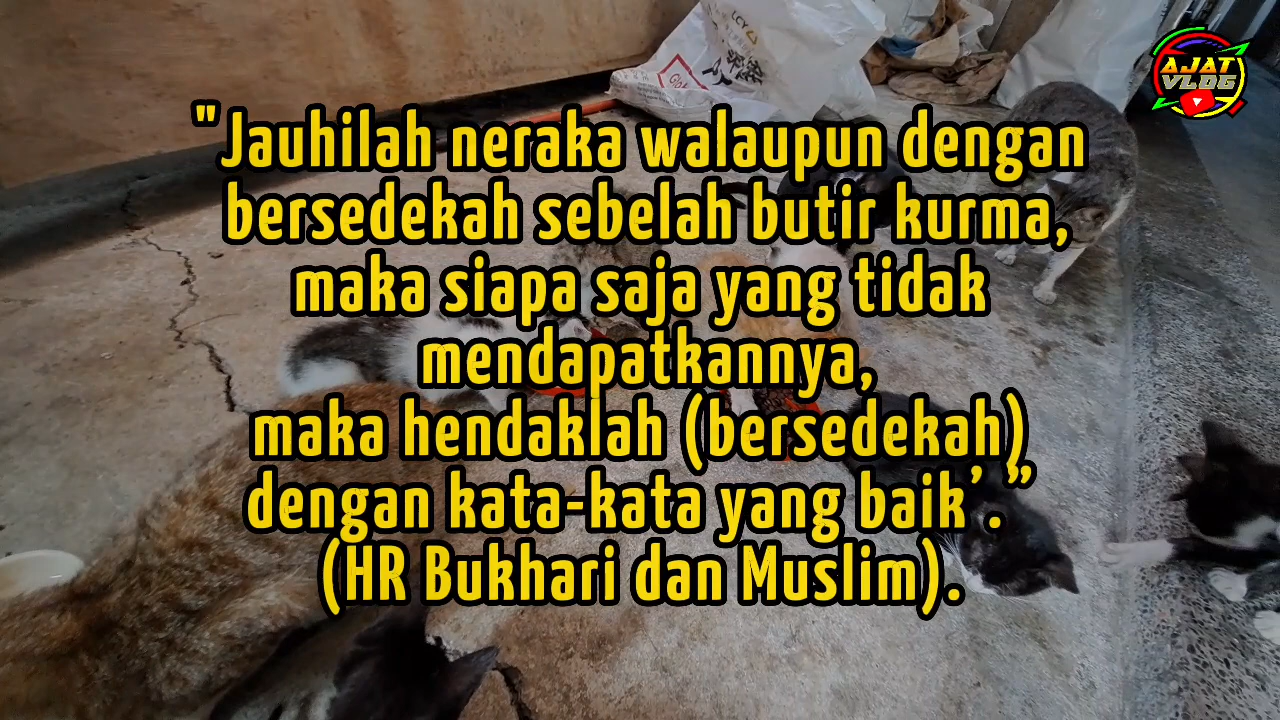 AJAT
VLOG
"Jauhilah neraka walaupun dengan
bersedekah sebelah butir kurma,
maka siapa saja yang tidak
mendapatkannya,
maka hendaklah (bersedekah)
dengan kata-kata yang baik’.”
(HR Bukhari dan Muslim).